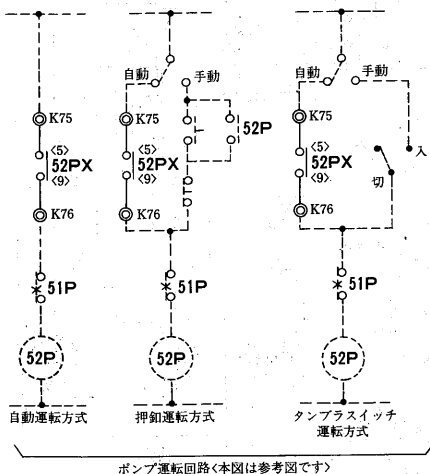 自動
手動
自動
手動
K75
K75
K75
52P
<5>
52PX
<9>
<5>
52PX
<9>
<5>
52PX
<9>
入
切
K76
K76
K76
51P
51P
51P
52P
52P
52P
自動運転方式
押釦運転方式
タンブラスイッチ
運転方式
ポンプ運転回路<本図は参考図です>